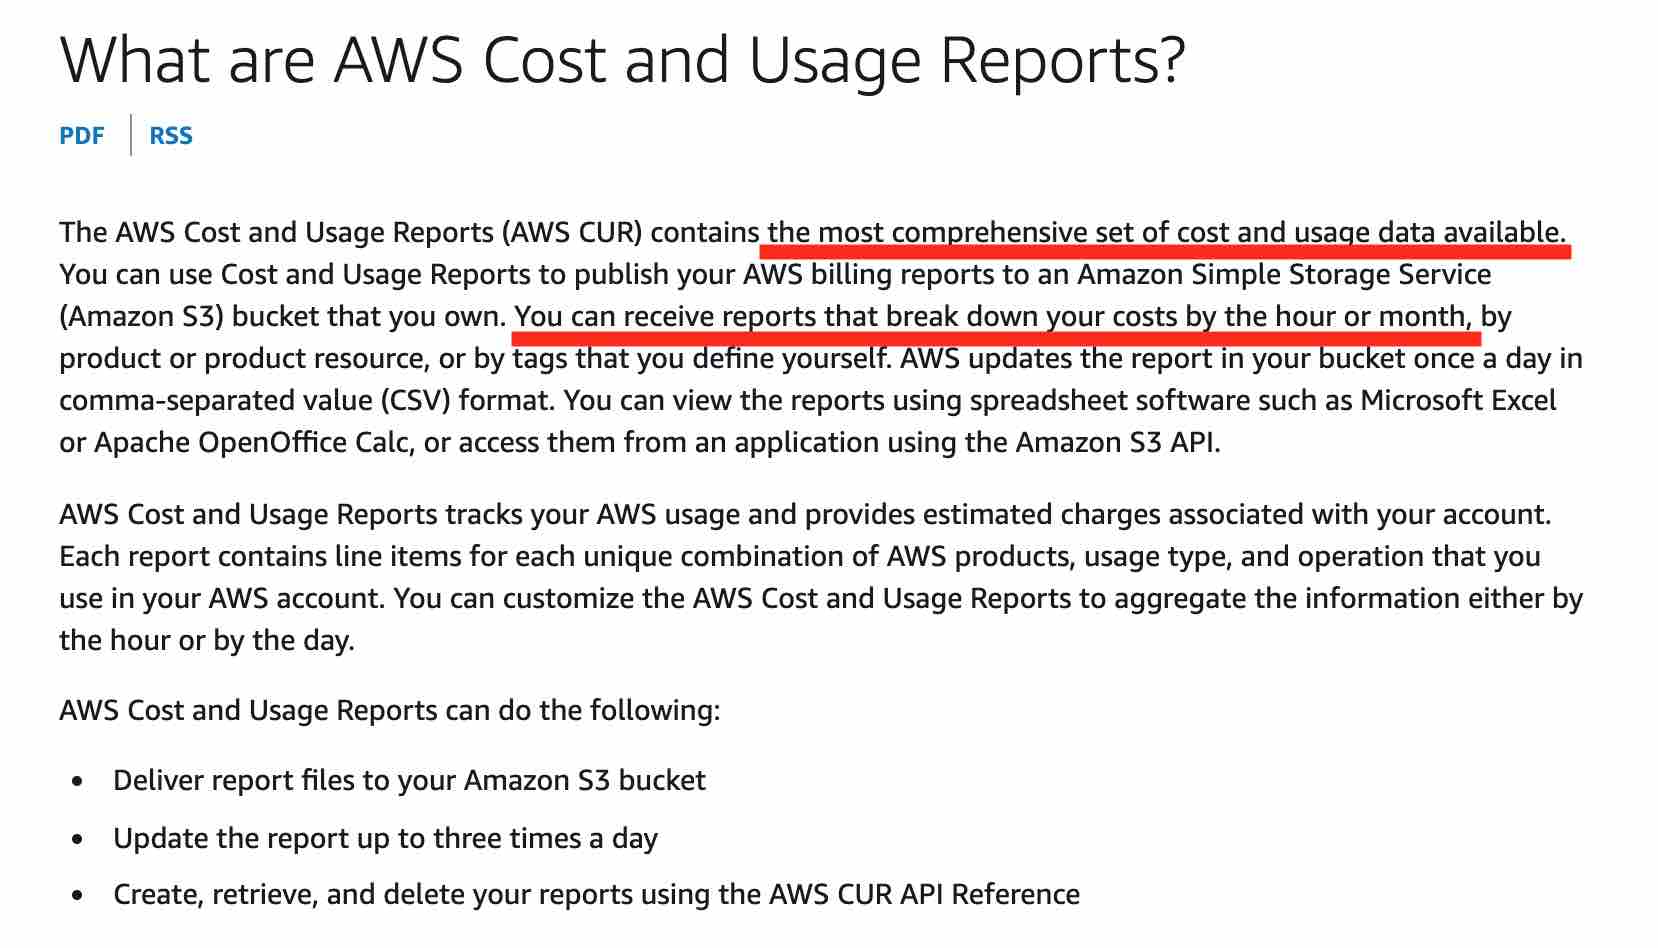 What are AWS Cost and Usage Reports?
PDF
RSS
The AWS Cost and Usage Reports (AWS CUR) contains the most comprehensive set of cost and usage data available.
You can use Cost and Usage Reports to publish your AWS billing reports to an Amazon Simple Storage Service
(Amazon S3) bucket that you own. You can receive reports that break down your costs by the hour or month, by
product or product resource, or by tags that you define yourself. AWS updates the report in your bucket once a day in
comma-separated value (CSV) format. You can view the reports using spreadsheet software such as Microsoft Excel
or Apache OpenOffice Calc, or access them from an application using the Amazon S3 API.
AWS Cost and Usage Reports tracks your AWS usage and provides estimated charges associated with your account.
Each report contains line items for each unique combination of AWS products, usage type, and operation that you
use in your AWS account. You can customize the AWS Cost and Usage Reports to aggregate the information either by
the hour or by the day.
AWS Cost and Usage Reports can do the following:
• Deliver report files to your Amazon S3 bucket
• Update the report up to three times a day
• Create, retrieve, and delete your reports using the AWS CUR API Reference